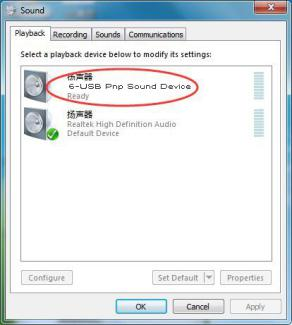 Sound
Playback Recording Sounds Communications
Select a playback device below to modify its settings:
扬声器
6-USB Pnp Sound Device
Ready
扬声器
Realtek High Definition Audio
Default Device
Configure Set Default Properties
OK Cancel Apply